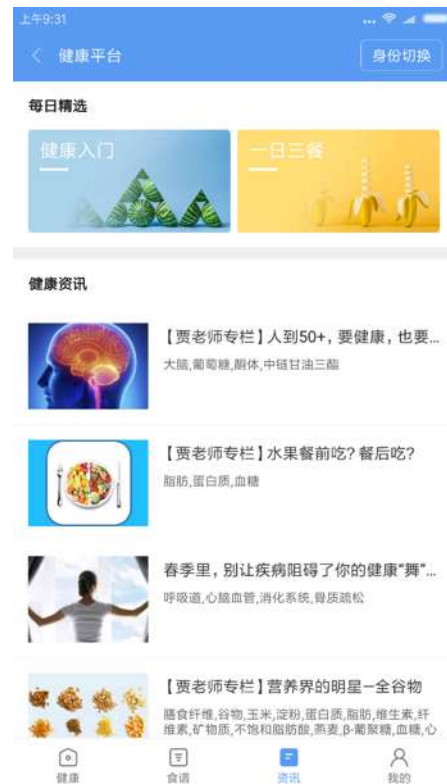 上午9:31
...
健康平台
身份切换
每日精选
健康入门
一日三餐
健康资讯
【贾老师专栏】人到50+，要健康，也要...
大脑,葡萄糖,酮体,中链甘油三酯
【贾老师专栏】水果餐前吃？餐后吃？
脂肪,蛋白质,血糖
春季里，别让疾病阻碍了你的健康“舞”...
呼吸道,心脑血管,消化系统,骨质疏松
【贾老师专栏】营养界的明星—全谷物
膳食纤维,谷物,玉米,淀粉,蛋白质,脂肪,维生素,纤
维素,矿物质,不饱和脂肪酸,燕麦,β-葡聚糖,血糖,心
健康
食谱
资讯
我的